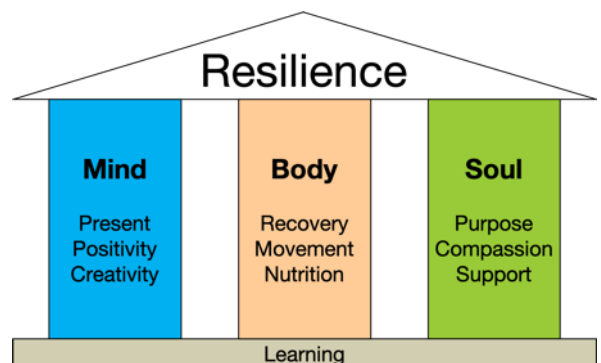 Resilience
Mind
Present
Positivity
Creativity
Body
Recovery
Movement
Nutrition
Soul
Purpose
Compassion
Support
Learning